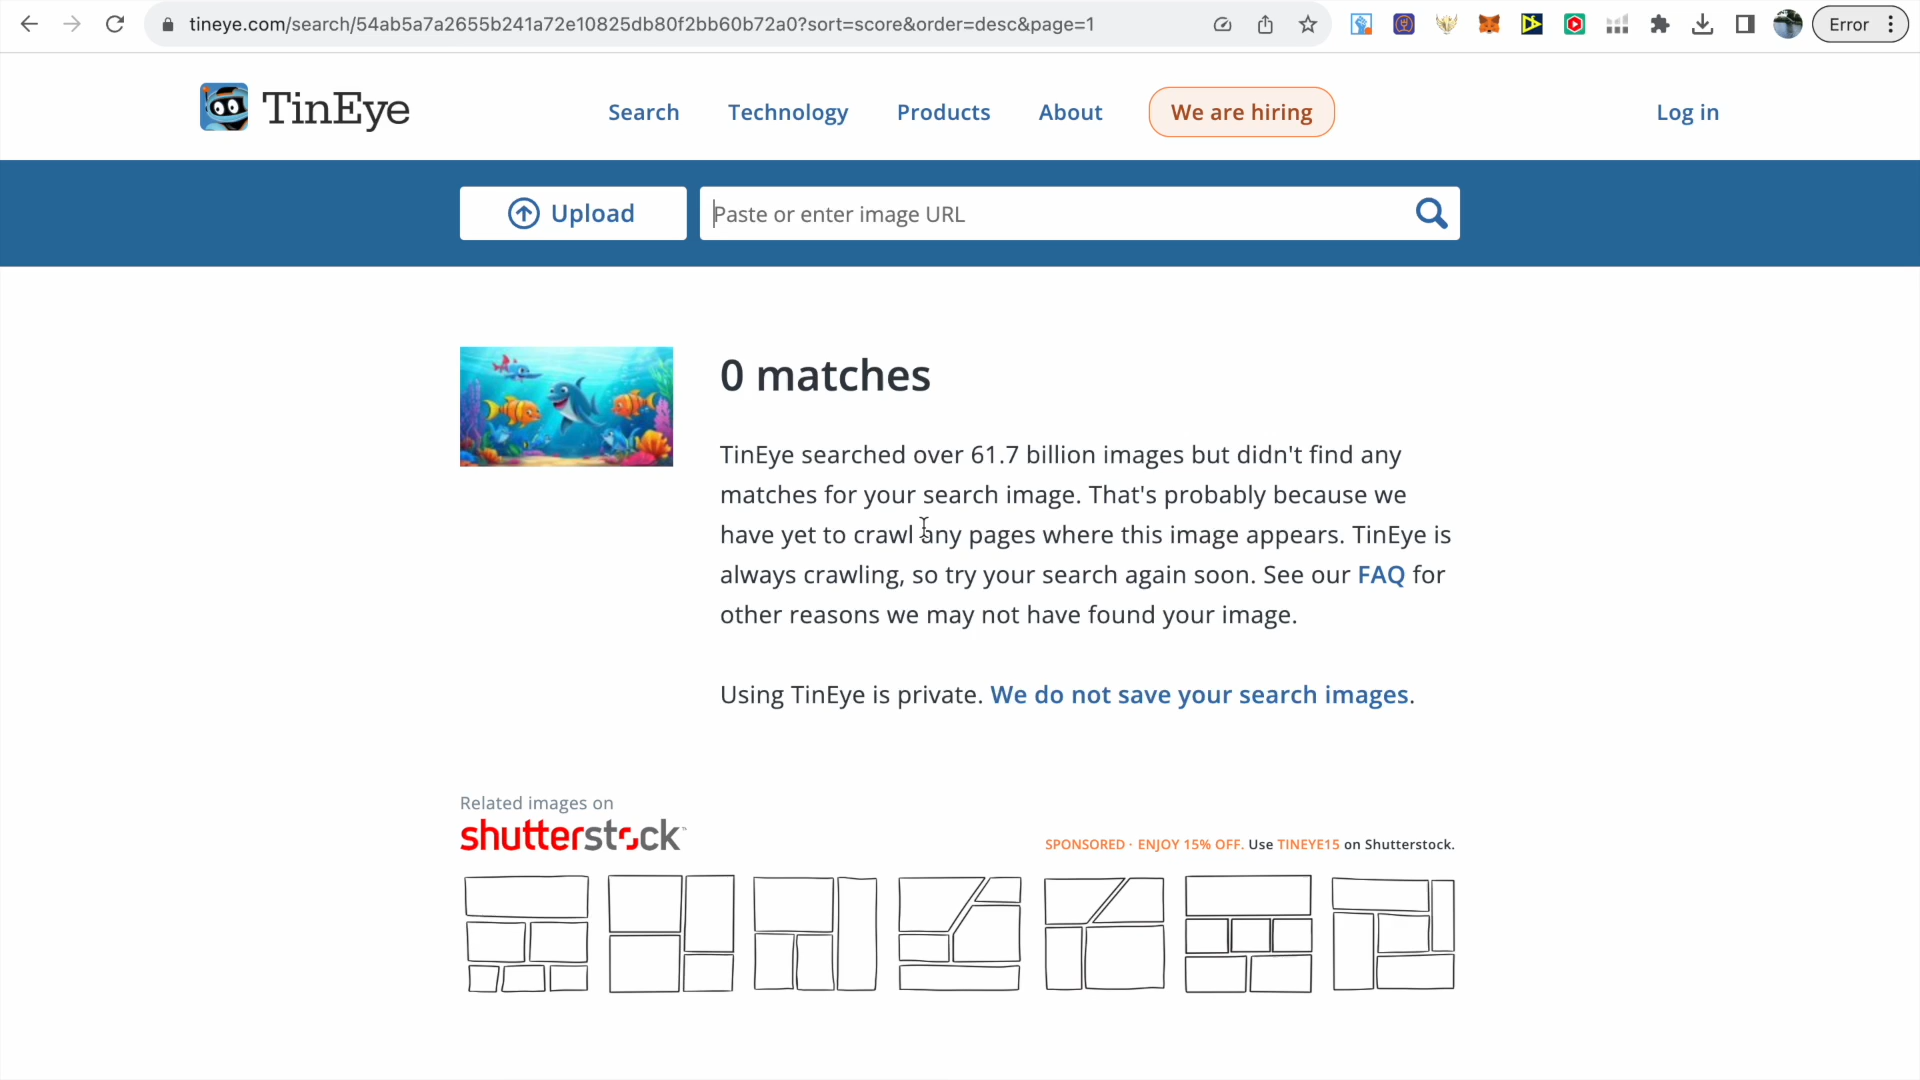 tineye.com/search/54ab5a7a2655b241a72e10825db80f2bb60b72a0?sort=score&order=desc&page=1
Error
TinEye
Search
Technology
Products
About
We are hiring
Log in
Upload
Paste or enter image URL
0 matches
TinEye searched over 61.7 billion images but didn't find any
matches for your search image. That's probably because we
have yet to crawl any pages where this image appears. TinEye is
always crawling, so try your search again soon. See our FAQ for
other reasons we may not have found your image.
Using TinEye is private. We do not save your search images.
Related images on
shutterstock
SPONSORED · ENJOY 15% OFF. Use TINEYE15 on Shutterstock.